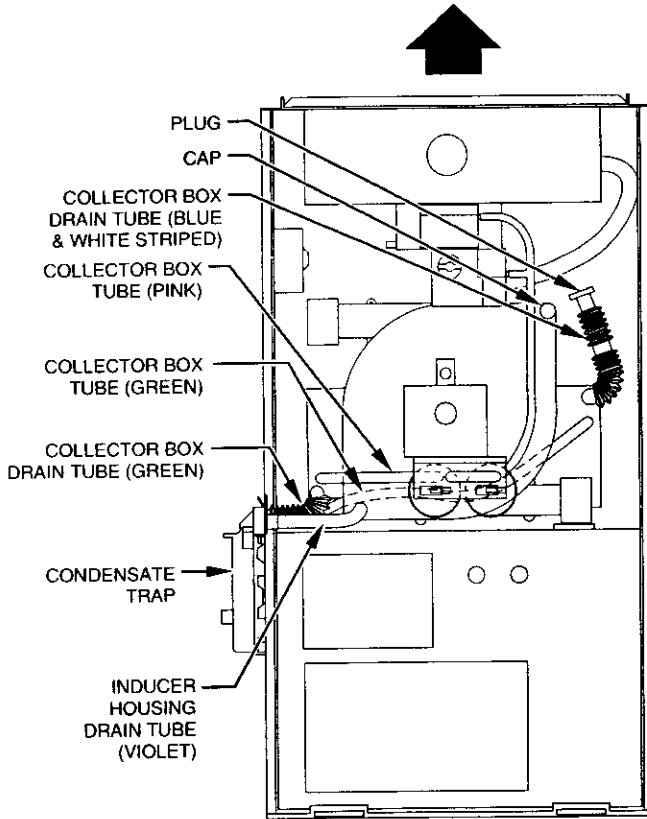 PLUG
CAP
COLLECTOR BOX
DRAIN TUBE (BLUE
& WHITE STRIPED)
COLLECTOR BOX
TUBE (PINK)
COLLECTOR BOX
TUBE (GREEN)
COLLECTOR BOX
DRAIN TUBE (GREEN)
CONDENSATE
TRAP
INDUCER
HOUSING
DRAIN TUBE
(VIOLET)